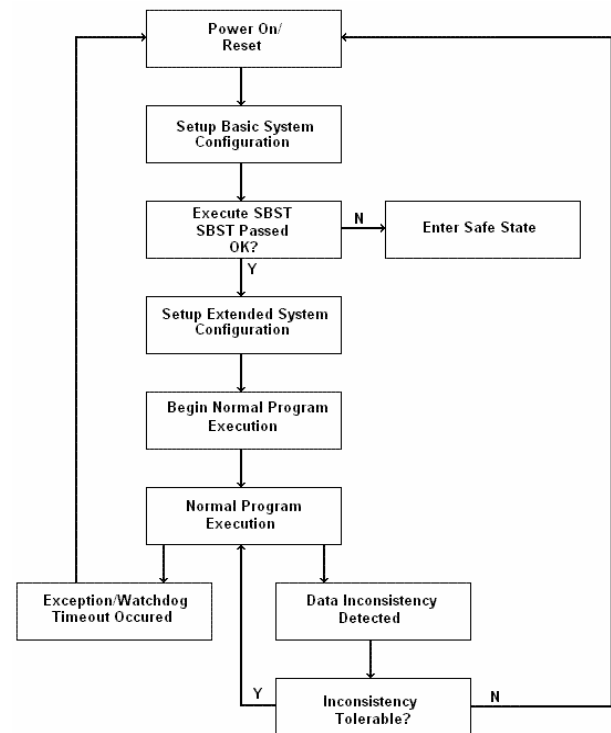 Power On/
Reset
Setup Basic System
Configuration
Execute SBST
SBST Passed
OK?
N
Enter Safe State
Y
Setup Extended System
Configuration
Begin Normal Program
Execution
Normal Program
Execution
Exception/Watchdog
Timeout Occured
Data Inconsistency
Detected
Y
Inconsistency
Tolerable?
N